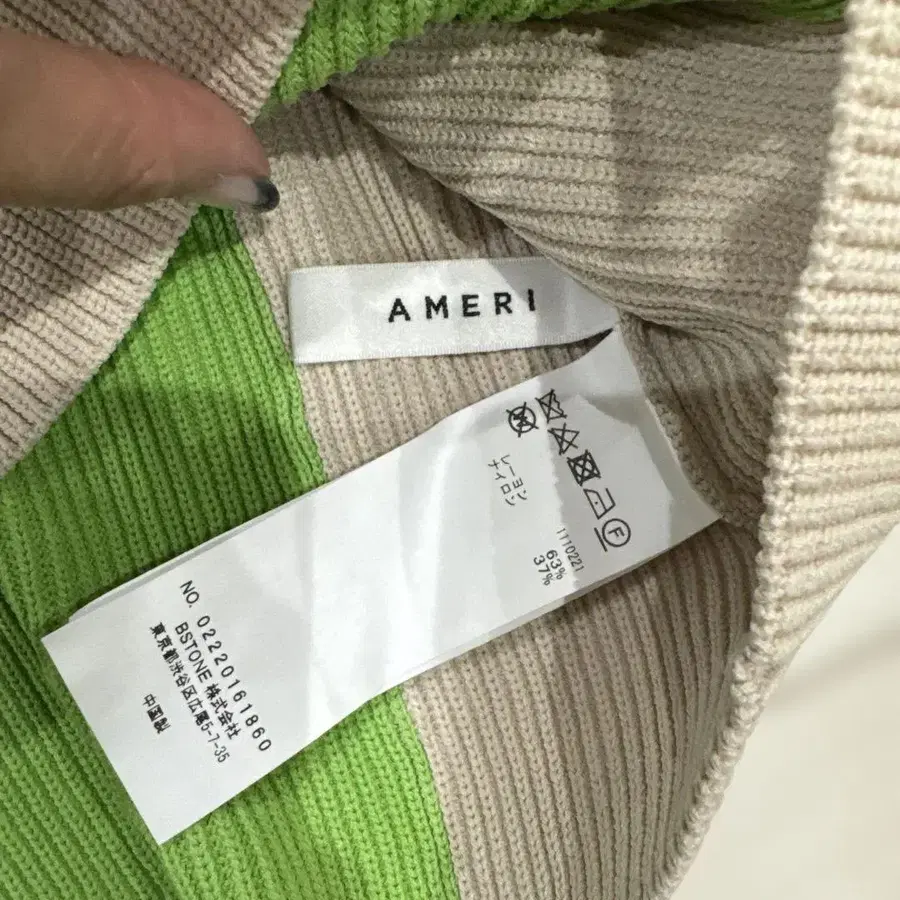 AMERI
レーヨン 63%
ナイロン 37%
1110221
F
NO. 02220161860
BSTONE 株式会社
東京都渋谷区広尾5-7-35
中国製